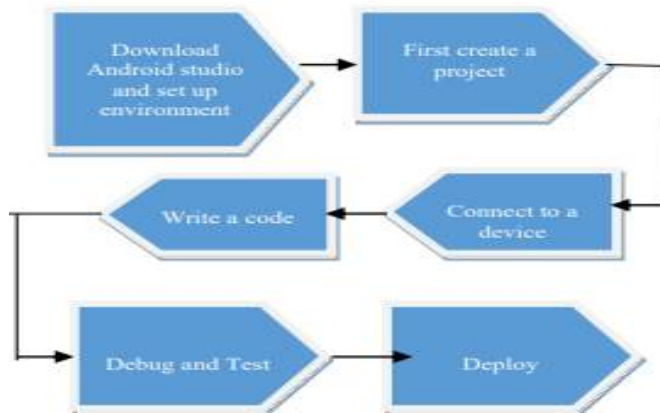 Download
Android studio
and set up
environment
First create a
project
Connect to a
device
Write a code
Debug and Test
Deploy